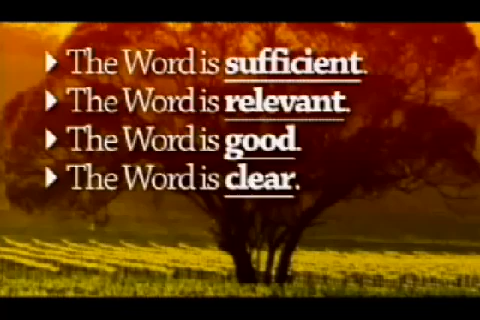 The Word is sufficient.
The Word is relevant.
The Word is good.
The Word is clear.